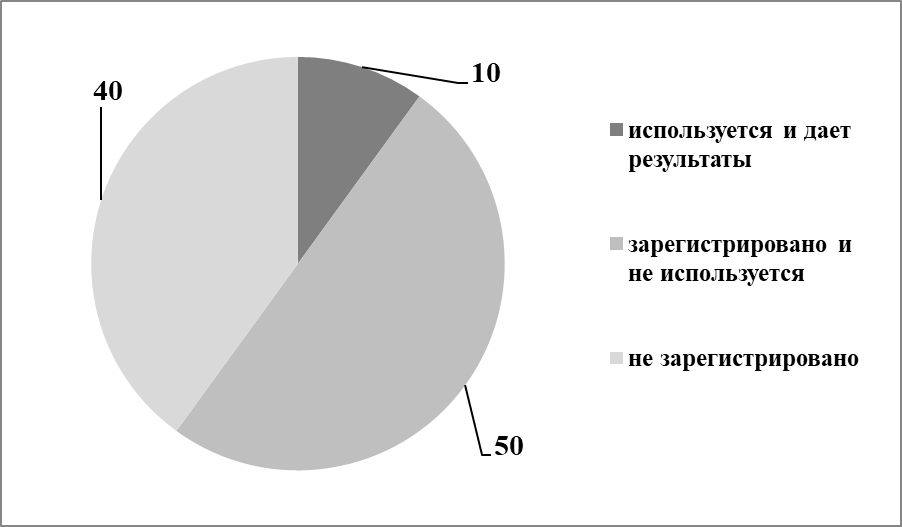 40
10
50
используется и дает
результаты
зарегистрировано и
не используется
не зарегистрировано